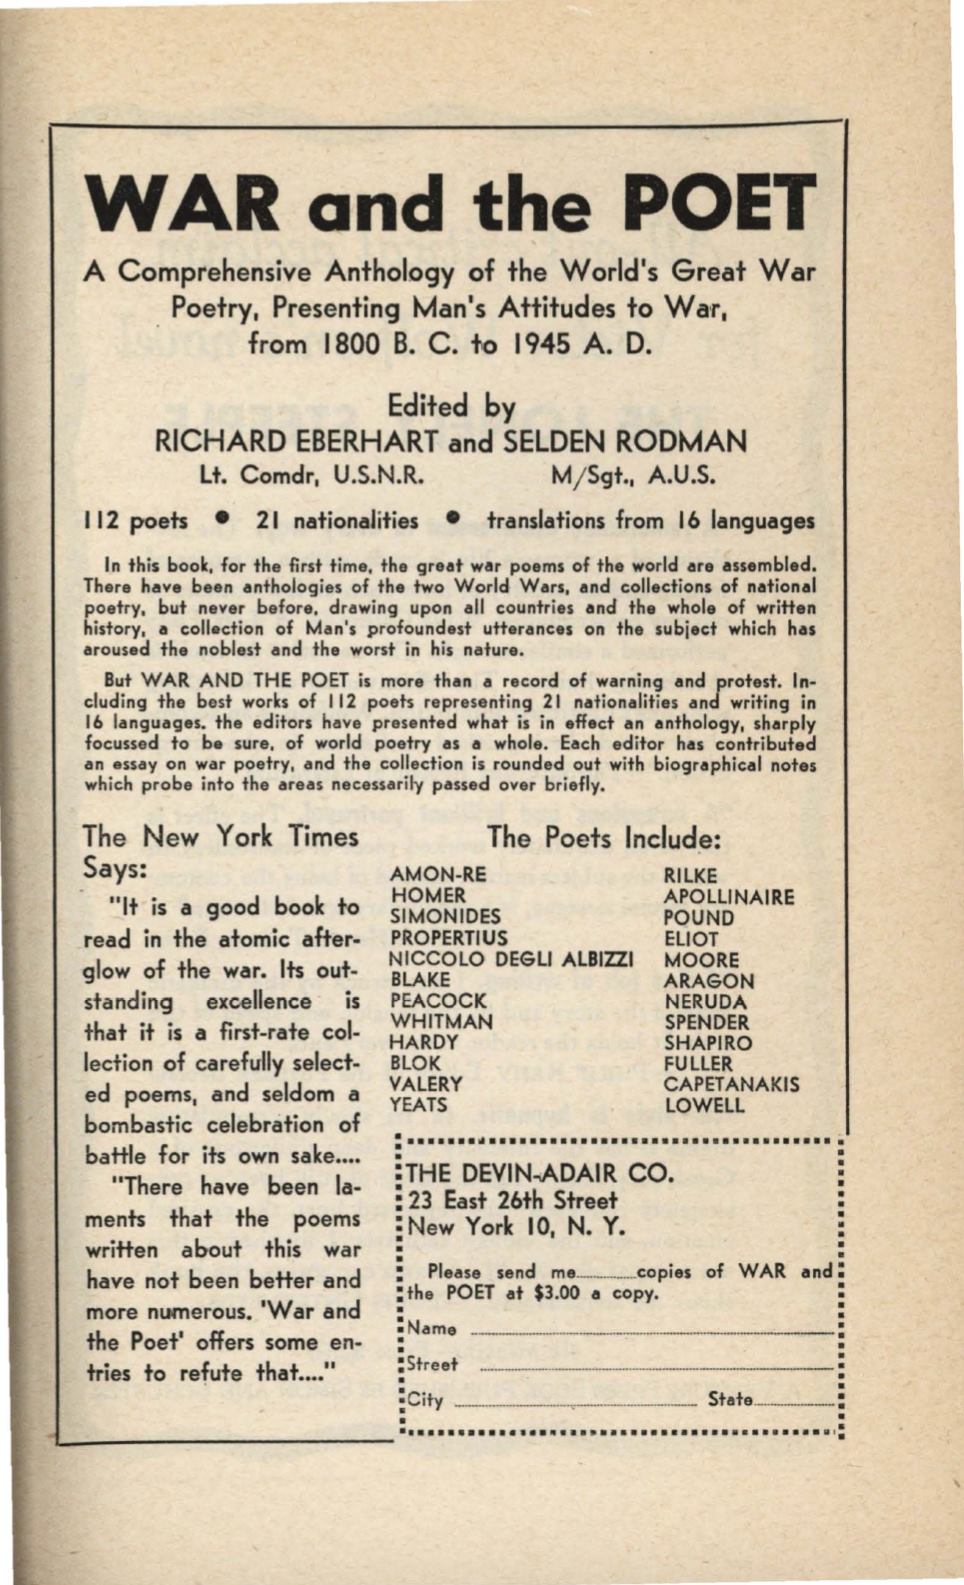 WAR and the POET
A Comprehensive Anthology of the World's Great War
Poetry, Presenting Man's Attitudes to War,
from 1800 B. C. to 1945 A. D.
Edited by
RICHARD EBERHART and SELDEN RODMAN
Lt. Comdr, U.S.N.R. M/Sgt., A.U.S.
112 poets • 21 nationalities • translations from 16 languages
In this book, for the first time, the great war poems of the world are assembled.
There have been anthologies of the two World Wars, and collections of national
poetry, but never before, drawing upon all countries and the whole of written
history, a collection of Man's profoundest utterances on the subject which has
aroused the noblest and the worst in his nature.
But WAR AND THE POET is more than a record of warning and protest. In-
cluding the best works of 112 poets representing 21 nationalities and writing in
16 languages. the editors have presented what is in effect an anthology, sharply
focussed to be sure, of world poetry as a whole. Each editor has contributed
an essay on war poetry, and the collection is rounded out with biographical notes
which probe into the areas necessarily passed over briefly.
The New York Times
Says:
"It is a good book to
read in the atomic after-
glow of the war. Its out-
standing excellence is
that it is a first-rate col-
lection of carefully select-
ed poems, and seldom a
bombastic celebration of
battle for its own sake....
"There have been la-
ments that the poems
written about this war
have not been better and
more numerous. 'War and
the Poet' offers some en-
tries to refute that...."
The Poets Include:
AMON-RE
HOMER
SIMONIDES
PROPERTIUS
NICCOLO DEGLI ALBIZZI
BLAKE
PEACOCK
WHITMAN
HARDY
BLOK
VALERY
YEATS
RILKE
APOLLINAIRE
POUND
ELIOT
MOORE
ARAGON
NERUDA
SPENDER
SHAPIRO
FULLER
CAPETANAKIS
LOWELL
THE DEVIN-ADAIR CO.
23 East 26th Street
New York 10, N. Y.
Please send me............copies of WAR and
the POET at $3.00 a copy.
Name
Street
City State